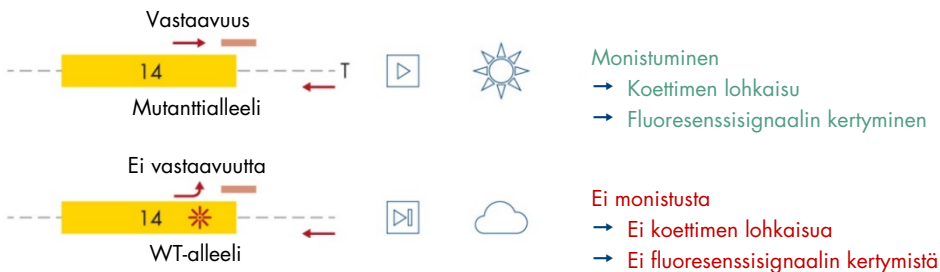 Vastaavuus
14
T
Mutanttialleeli
Monistuminen
→ Koettimen lohkaisu
→ Fluoresenssisignaalin kertyminen
Ei vastaavuutta
14
WT-alleeli
Ei monistusta
→ Ei koettimen lohkaisua
→ Ei fluoresenssisignaalin kertymistä